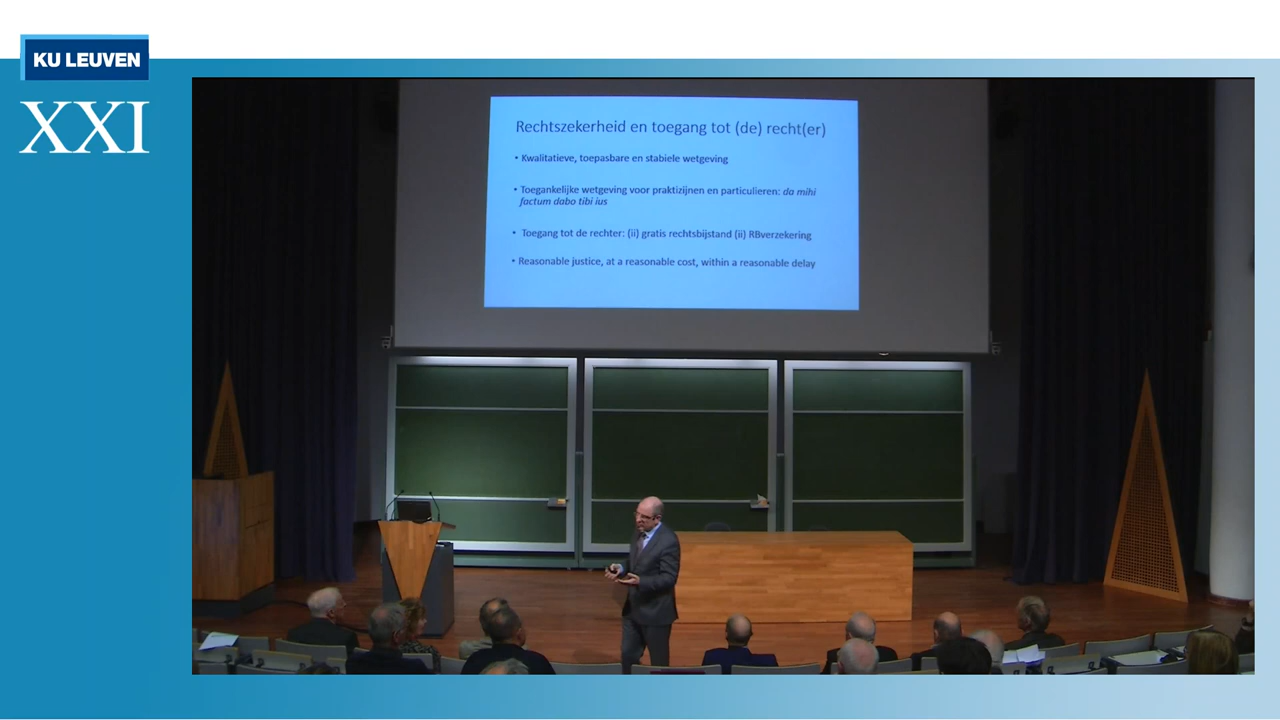 KU LEUVEN
XXI
Rechtszekerheid en toegang tot (de) recht(er)
• Kwalitatieve, toepasbare en stabiele wetgeving
• Toegankelijke wetgeving voor praktizijnen en particulieren: da mihi
factum dabo tibi ius
• Toegang tot de rechter: (ii) gratis rechtsbijstand (ii) RBverzekering
• Reasonable justice, at a reasonable cost, within a reasonable delay